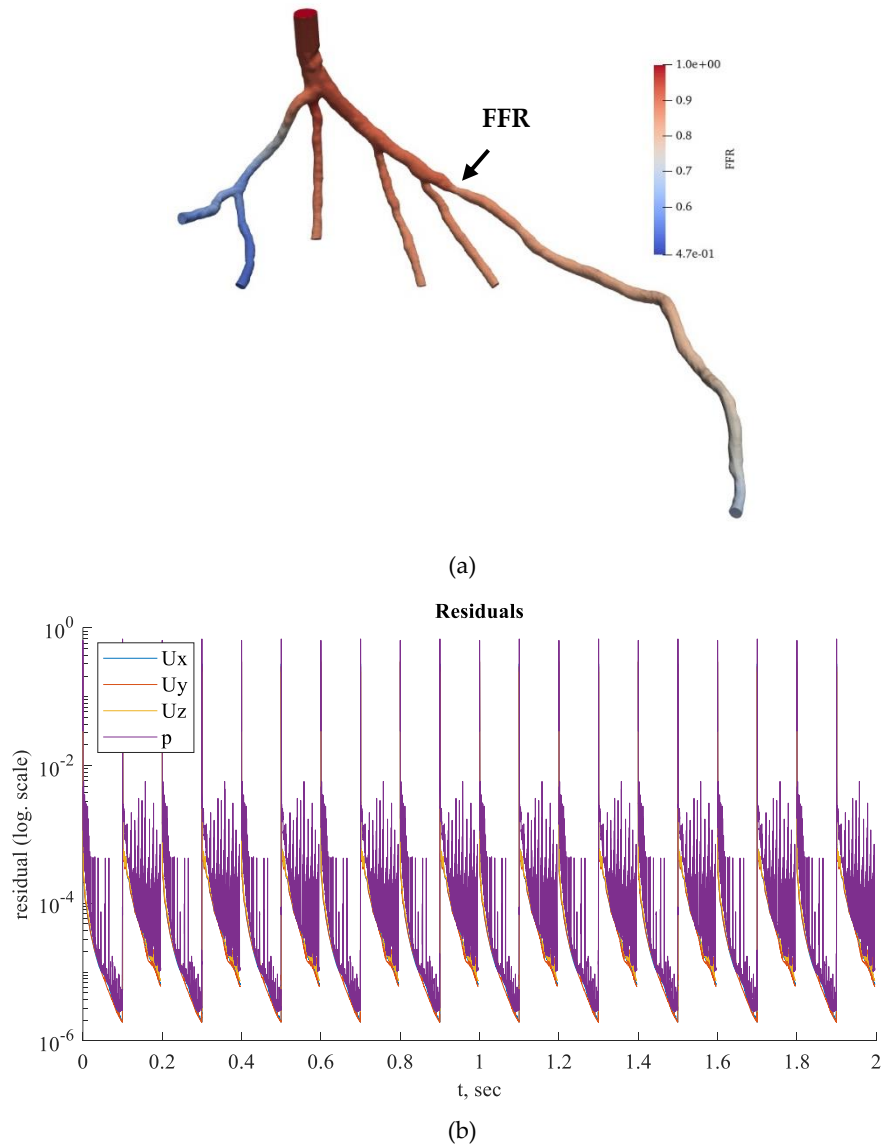 FFR
1.0e+00
0.9
0.8
0.7
0.6
4.7e-01
FFR
(a)
Residuals
10^0
10^-2
10^-4
10^-6
residual (log. scale)
Ux
Uy
Uz
p
0 0.2 0.4 0.6 0.8 1 1.2 1.4 1.6 1.8 2
t, sec
(b)